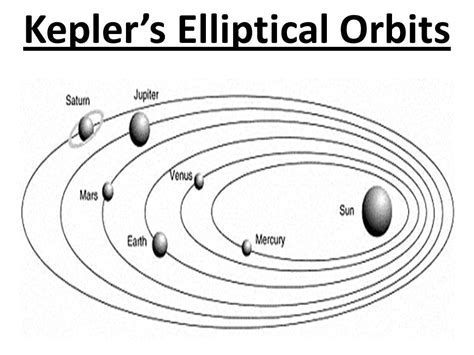 Kepler’s Elliptical Orbits
Saturn
Jupiter
Venus
Mars
Sun
Earth
Mercury